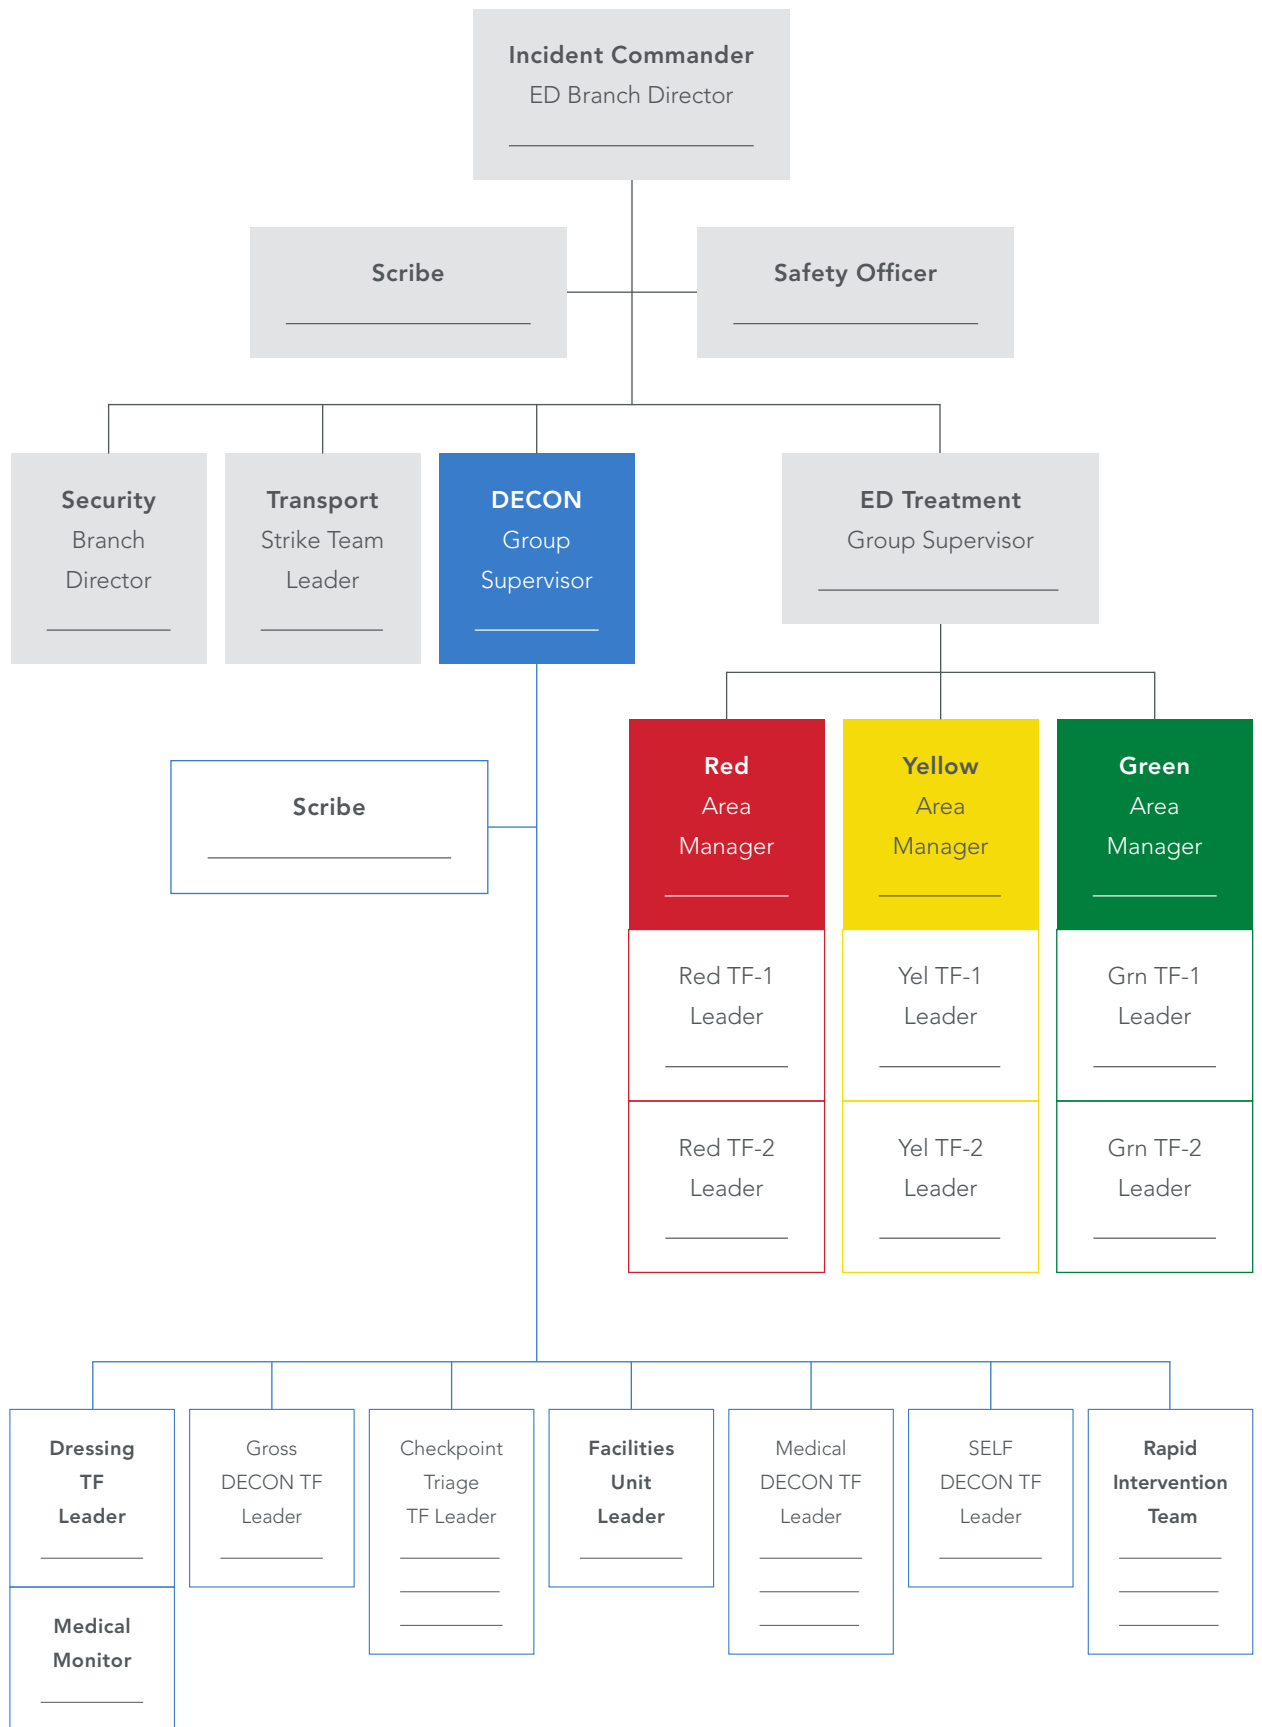 Incident Commander
ED Branch Director
Scribe
Safety Officer
Security
Branch
Director
Transport
Strike Team
Leader
DECON
Group
Supervisor
ED Treatment
Group Supervisor
Scribe
Red
Area
Manager
Yellow
Area
Manager
Green
Area
Manager
Red TF-1
Leader
Yel TF-1
Leader
Grn TF-1
Leader
Red TF-2
Leader
Yel TF-2
Leader
Grn TF-2
Leader
Dressing
TF
Leader
Gross
DECON TF
Leader
Checkpoint
Triage
TF Leader
Facilities
Unit
Leader
Medical
DECON TF
Leader
SELF
DECON TF
Leader
Rapid
Intervention
Team
Medical
Monitor